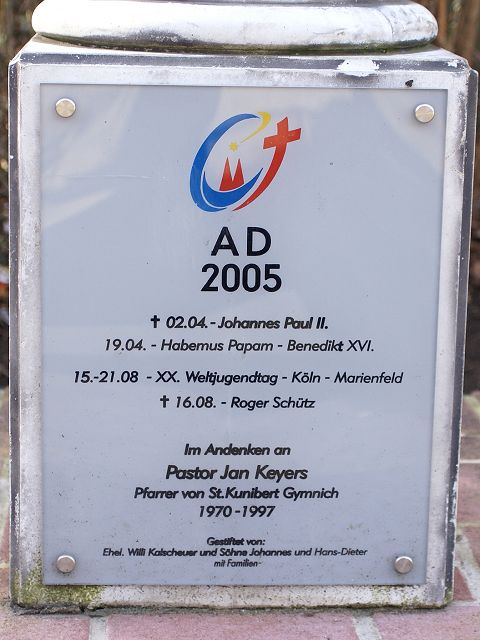 AD
2005
✝ 02.04. - Johannes Paul II.
19.04. - Habemus Papam - Benedikt XVI.
15.-21.08 - XX. Weltjugendtag - Köln - Marienfeld
✝ 16.08. - Roger Schütz
Im Andenken an
Pastor Jan Keyers
Pfarrer von St.Kunibert Gymnich
1970-1997
Gestiftet von:
Ehel. Willi Kalscheuer und Söhne Johannes und Hans-Dieter
mit Familien